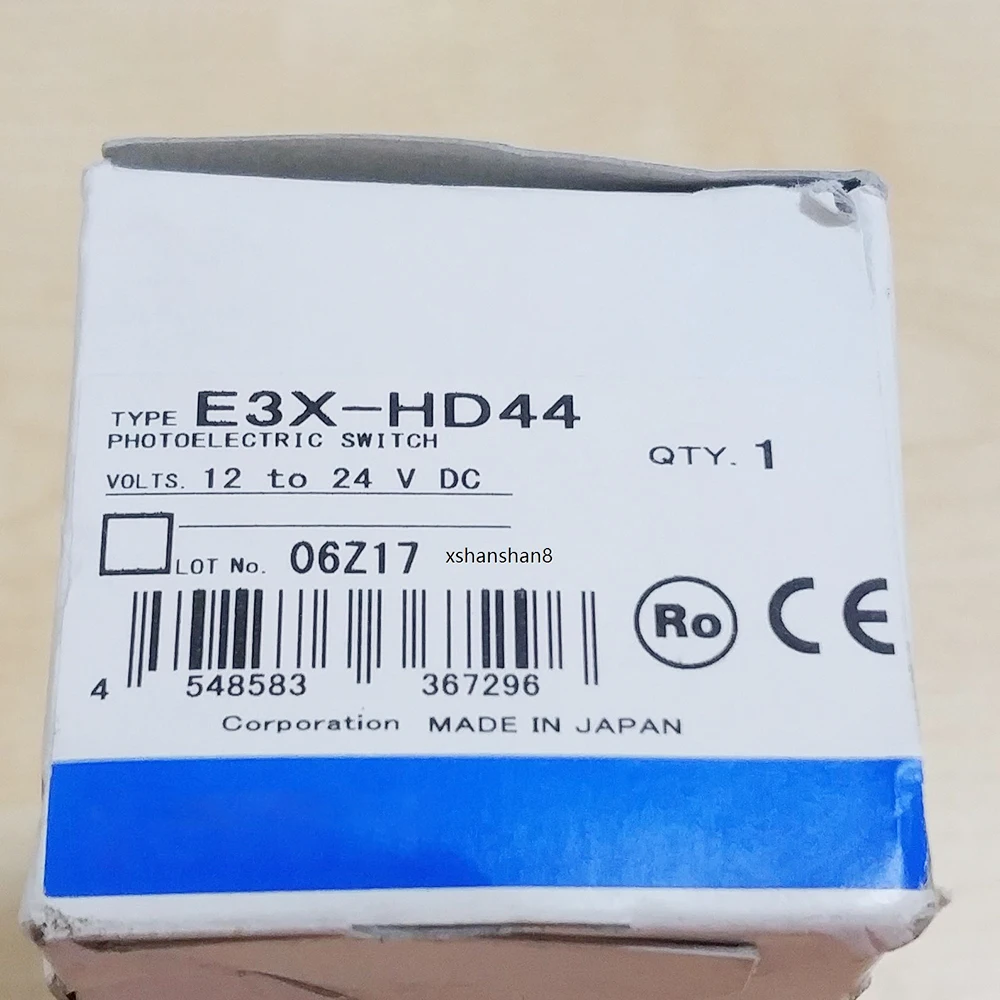 TYPE E3X-HD44
PHOTOELECTRIC SWITCH
QTY. 1
VOLTS. 12 to 24 V DC
LOT No. 06Z17 xshanshan8
Ro CE
4 548583 367296
Corporation MADE IN JAPAN